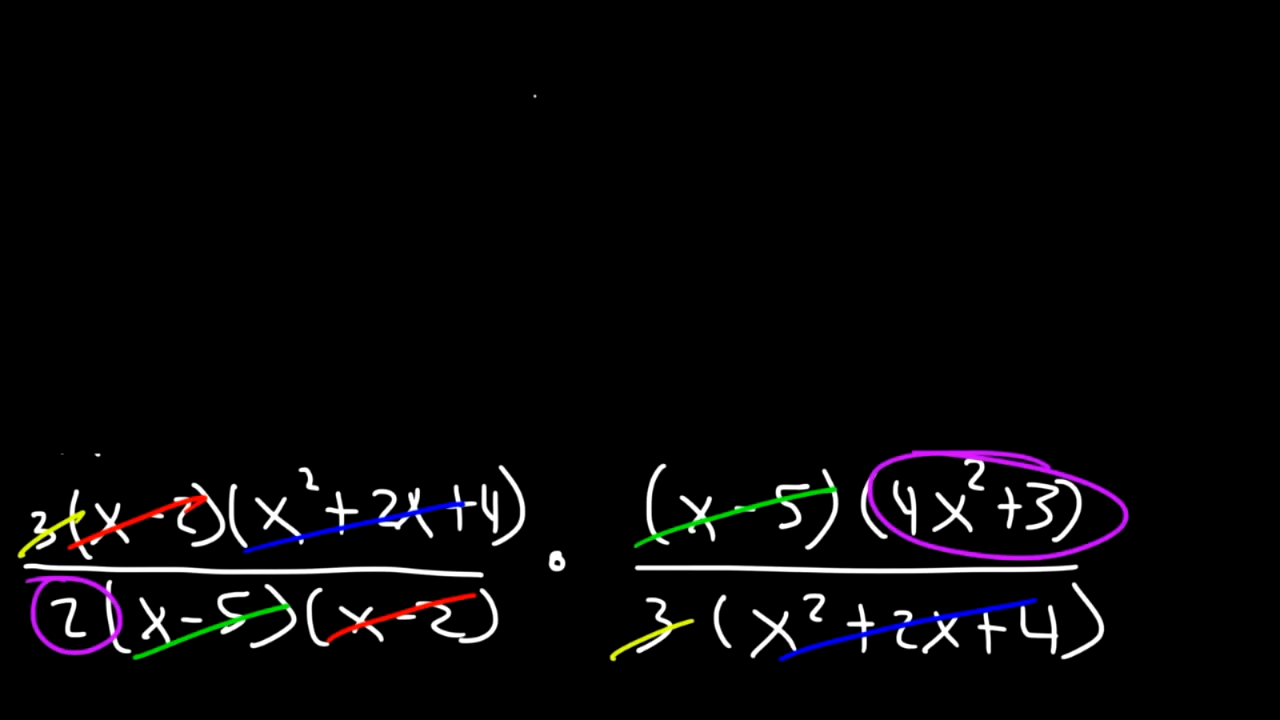 3(x-2)(x²+2x+4) (x-5)(4x²+3)
2(x-5)(x-2) · 3(x²+2x+4)